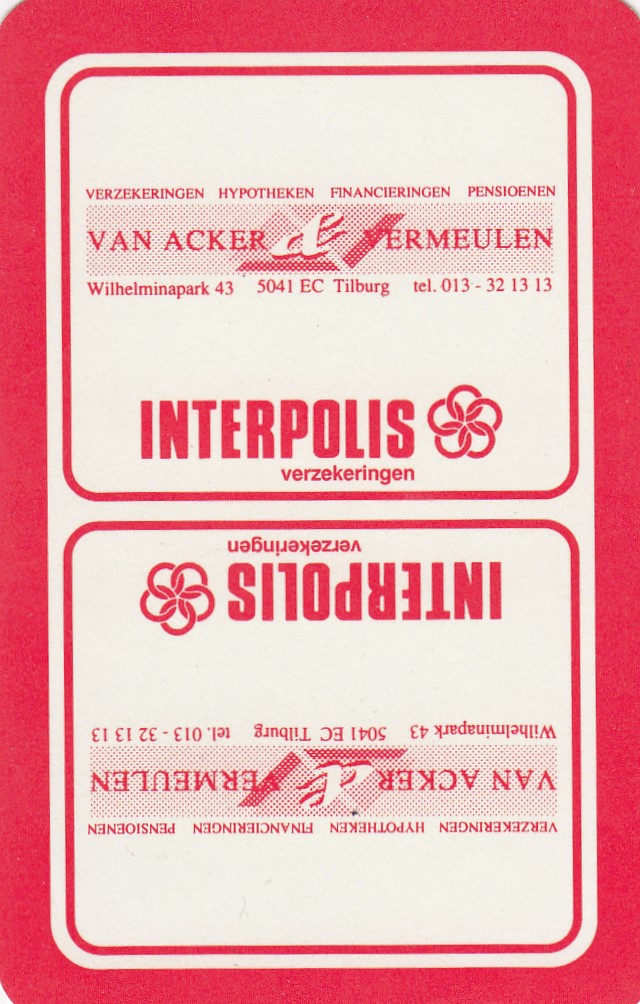 VERZEKERINGEN HYPOTHEKEN FINANCIERINGEN PENSIOENEN
VAN ACKER & VERMEULEN
Wilhelminapark 43 5041 EC Tilburg tel. 013 - 32 13 13
INTERPOLIS
verzekeringen
VERZEKERINGEN HYPOTHEKEN FINANCIERINGEN PENSIOENEN
VAN ACKER & VERMEULEN
Wilhelminapark 43 5041 EC Tilburg tel. 013 - 32 13 13
INTERPOLIS
verzekeringen